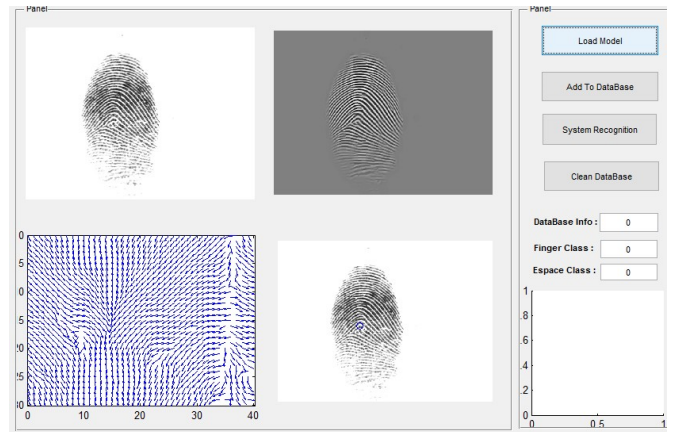 Panel
0
5
0
5
20
25
30
0 10 20 30 40
Panel
Load Model
Add To DataBase
System Recognition
Clean DataBase
DataBase Info : 0
Finger Class : 0
Espace Class : 0
1
.8
.6
.4
.2
0
0 0.5 1